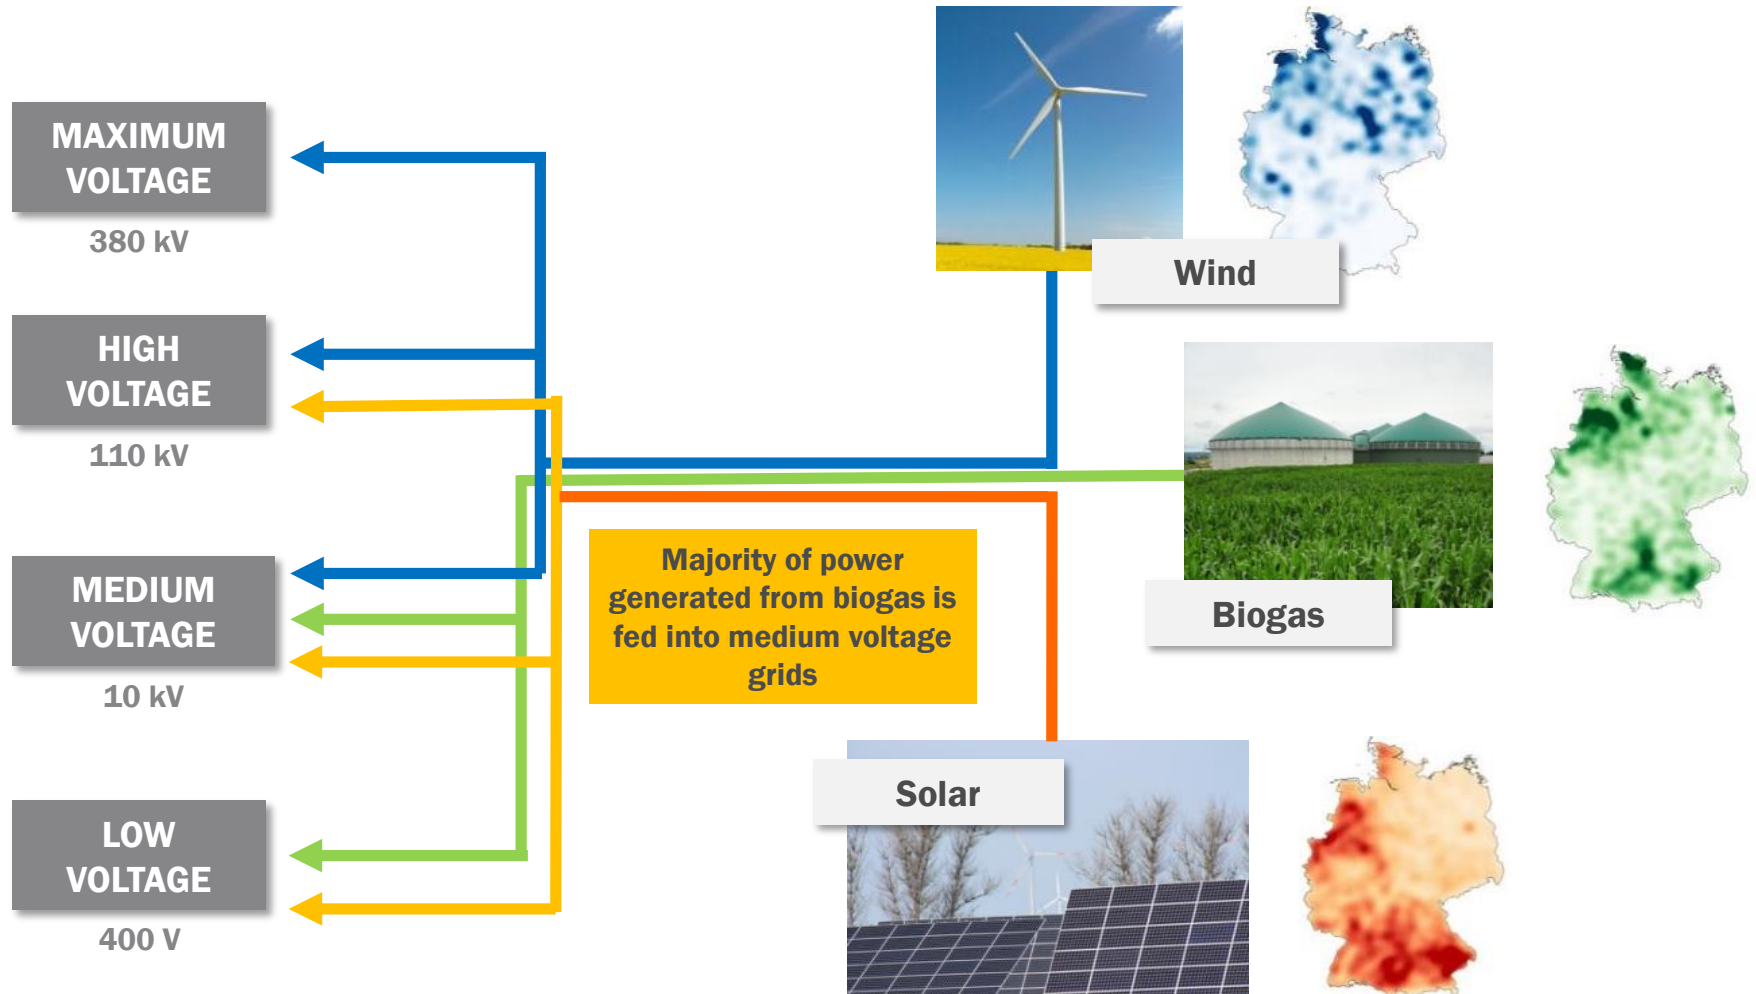 MAXIMUM
VOLTAGE
380 kV
HIGH
VOLTAGE
110 kV
MEDIUM
VOLTAGE
10 kV
LOW
VOLTAGE
400 V
Wind
Biogas
Majority of power
generated from biogas is
fed into medium voltage
grids
Solar